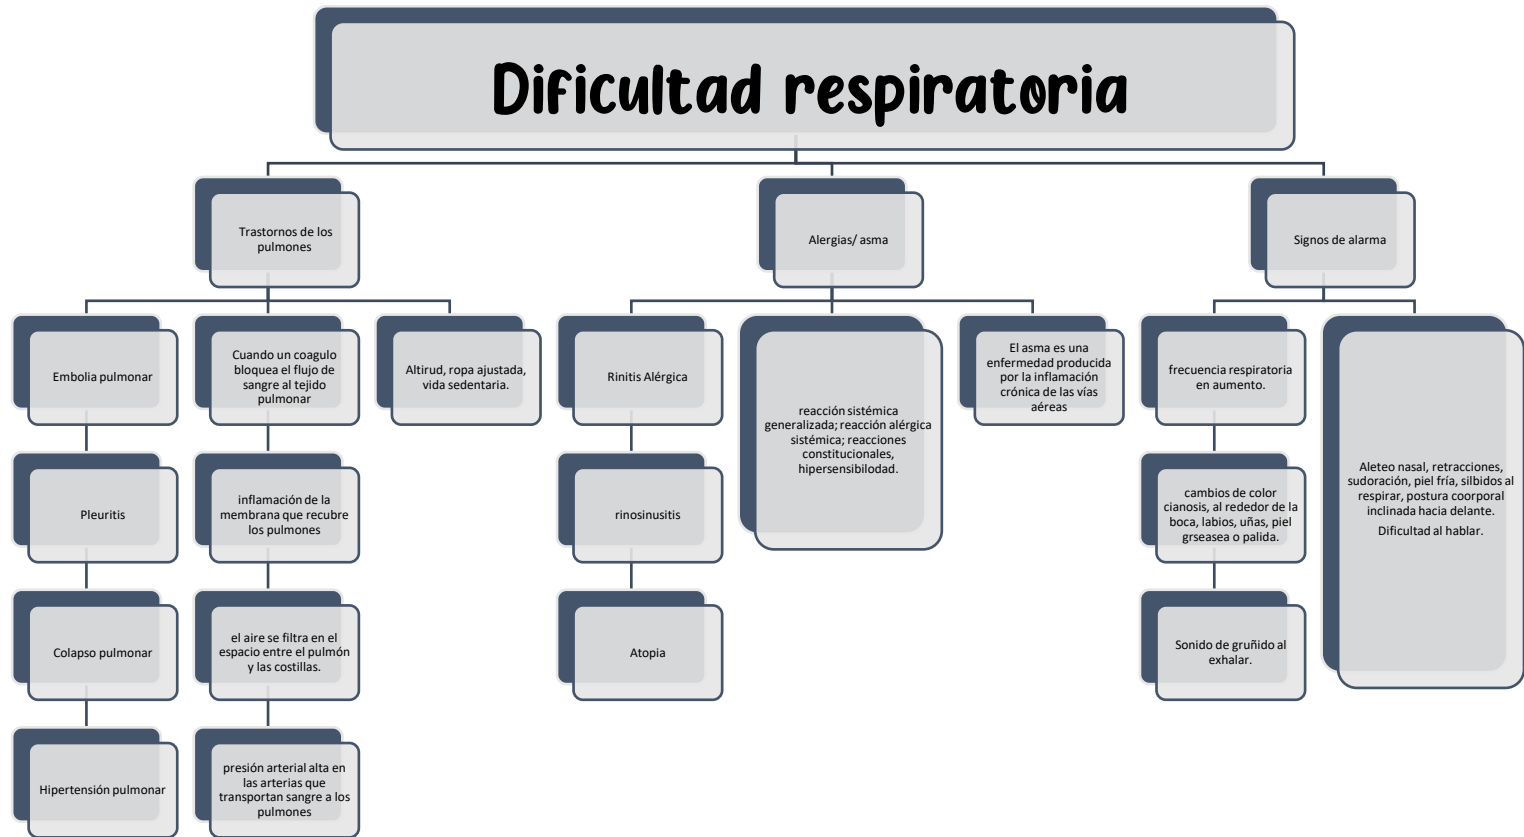 Dificultad respiratoria
Trastornos de los
pulmones
Alergias/ asma
Signos de alarma
Embolia pulmonar
Cuando un coagulo
bloquea el flujo de
sangre al tejido
pulmonar
Altirud, ropa ajustada,
vida sedentaria.
Rinitis Alérgica
reacción sistémica
generalizada; reacción alérgica
sistémica; reacciones
constitucionales,
hipersensibilodad.
El asma es una
enfermedad producida
por la inflamación
crónica de las vías
aéreas
frecuencia respiratoria
en aumento.
Aleteo nasal, retracciones,
sudoración, piel fría, silbidos al
respirar, postura coorporal
inclinada hacia delante.
Dificultad al hablar.
Pleuritis
inflamación de la
membrana que recubre
los pulmones
rinosinusitis
cambios de color
cianosis, al rededor de la
boca, labios, uñas, piel
grseasea o palida.
Colapso pulmonar
el aire se filtra en el
espacio entre el pulmón
y las costillas.
Atopia
Sonido de gruñido al
exhalar.
Hipertensión pulmonar
presión arterial alta en
las arterias que
transportan sangre a los
pulmones